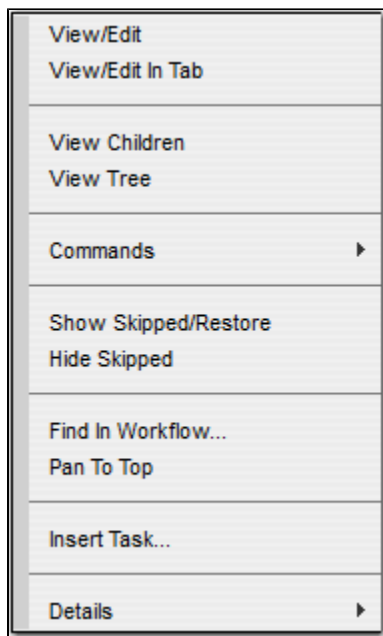 View/Edit
View/Edit In Tab
View Children
View Tree
Commands
Show Skipped/Restore
Hide Skipped
Find In Workflow...
Pan To Top
Insert Task...
Details